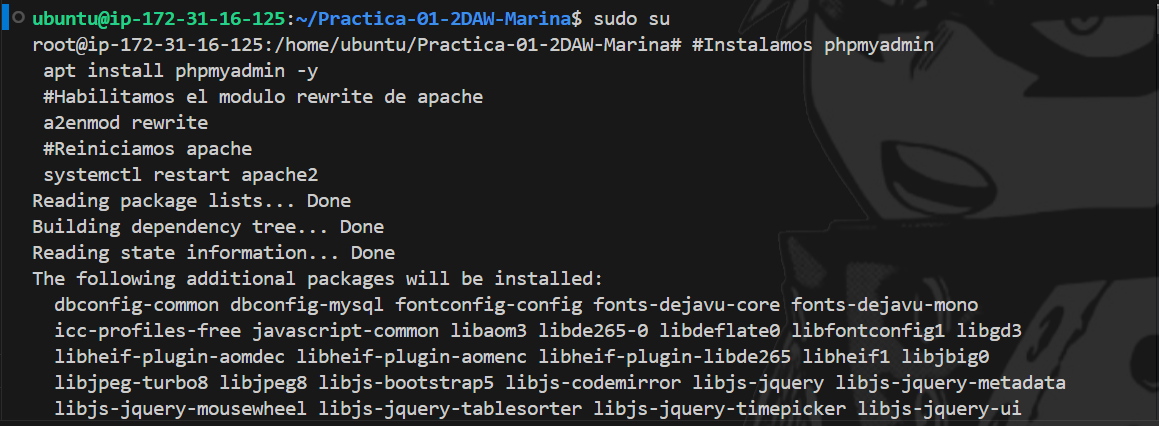 ubuntu@ip-172-31-16-125:~/Practica-01-2DAW-Marina$ sudo su
root@ip-172-31-16-125:/home/ubuntu/Practica-01-2DAW-Marina# #Instalamos phpmyadmin
apt install phpmyadmin -y
#Habilitamos el modulo rewrite de apache
a2enmod rewrite
#Reiniciamos apache
systemctl restart apache2
Reading package lists... Done
Building dependency tree... Done
Reading state information... Done
The following additional packages will be installed:
dbconfig-common dbconfig-mysql fontconfig-config fonts-dejavu-core fonts-dejavu-mono
icc-profiles-free javascript-common libaom3 libde265-0 libdeflate0 libfontconfig1 libgd3
libheif-plugin-aomdec libheif-plugin-aomenc libheif-plugin-libde265 libheif1 libjbig0
libjpeg-turbo8 libjpeg8 libjs-bootstrap5 libjs-codemirror libjs-jquery libjs-jquery-metadata
libjs-jquery-mousewheel libjs-jquery-tablesorter libjs-jquery-timepicker libjs-jquery-ui